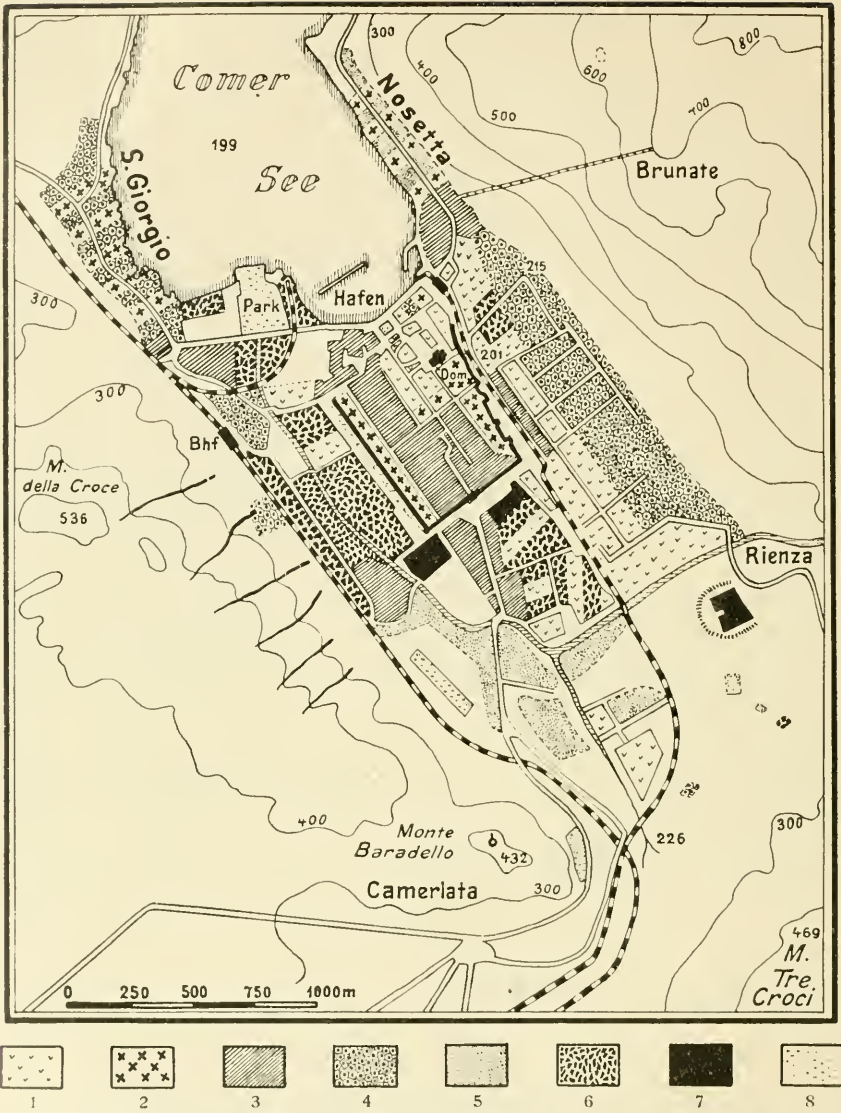 Comer
See
199
300
400
500
600
700
800
Nosetta
Brunate
S. Giorgio
215
Park
Hafen
300
201
Dom
300
Bhf
M.
della Croce
536
Rienza
400
Monte
Baradello
432
226
300
Camerlata
300
469
M.
Tre
Croci
0 250 500 750 1000m
1 2 3 4 5 6 7 8